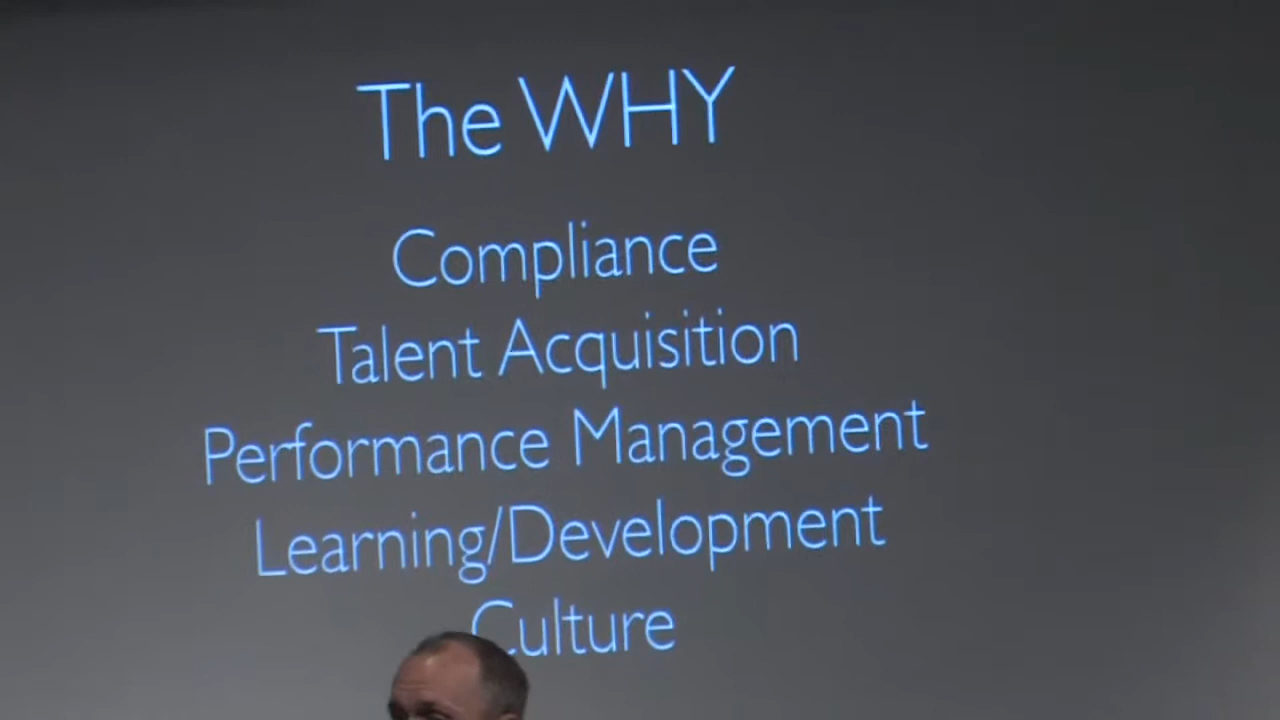 The WHY
Compliance
Talent Acquisition
Performance Management
Learning/Development
Culture